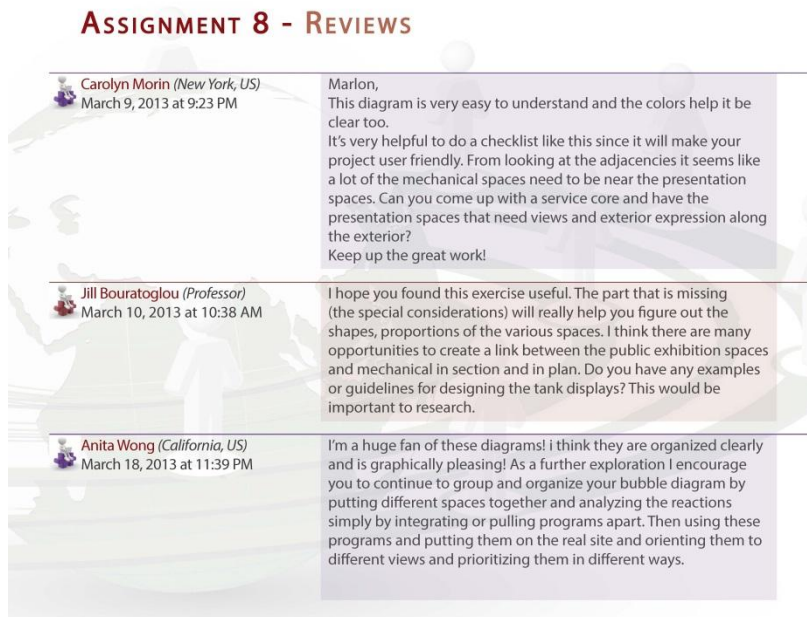 ASSIGNMENT 8 - REVIEWS
Carolyn Morin (New York, US)
March 9, 2013 at 9:23 PM
Marlon,
This diagram is very easy to understand and the colors help it be
clear too.
It's very helpful to do a checklist like this since it will make your
project user friendly. From looking at the adjacencies it seems like
a lot of the mechanical spaces need to be near the presentation
spaces. Can you come up with a service core and have the
presentation spaces that need views and exterior expression along
the exterior?
Keep up the great work!
Jill Bouratoglou (Professor)
March 10, 2013 at 10:38 AM
I hope you found this exercise useful. The part that is missing
(the special considerations) will really help you figure out the
shapes, proportions of the various spaces. I think there are many
opportunities to create a link between the public exhibition spaces
and mechanical in section and in plan. Do you have any examples
or guidelines for designing the tank displays? This would be
important to research.
Anita Wong (California, US)
March 18, 2013 at 11:39 PM
I'm a huge fan of these diagrams! i think they are organized clearly
and is graphically pleasing! As a further exploration I encourage
you to continue to group and organize your bubble diagram by
putting different spaces together and analyzing the reactions
simply by integrating or pulling programs apart. Then using these
programs and putting them on the real site and orienting them to
different views and prioritizing them in different ways.